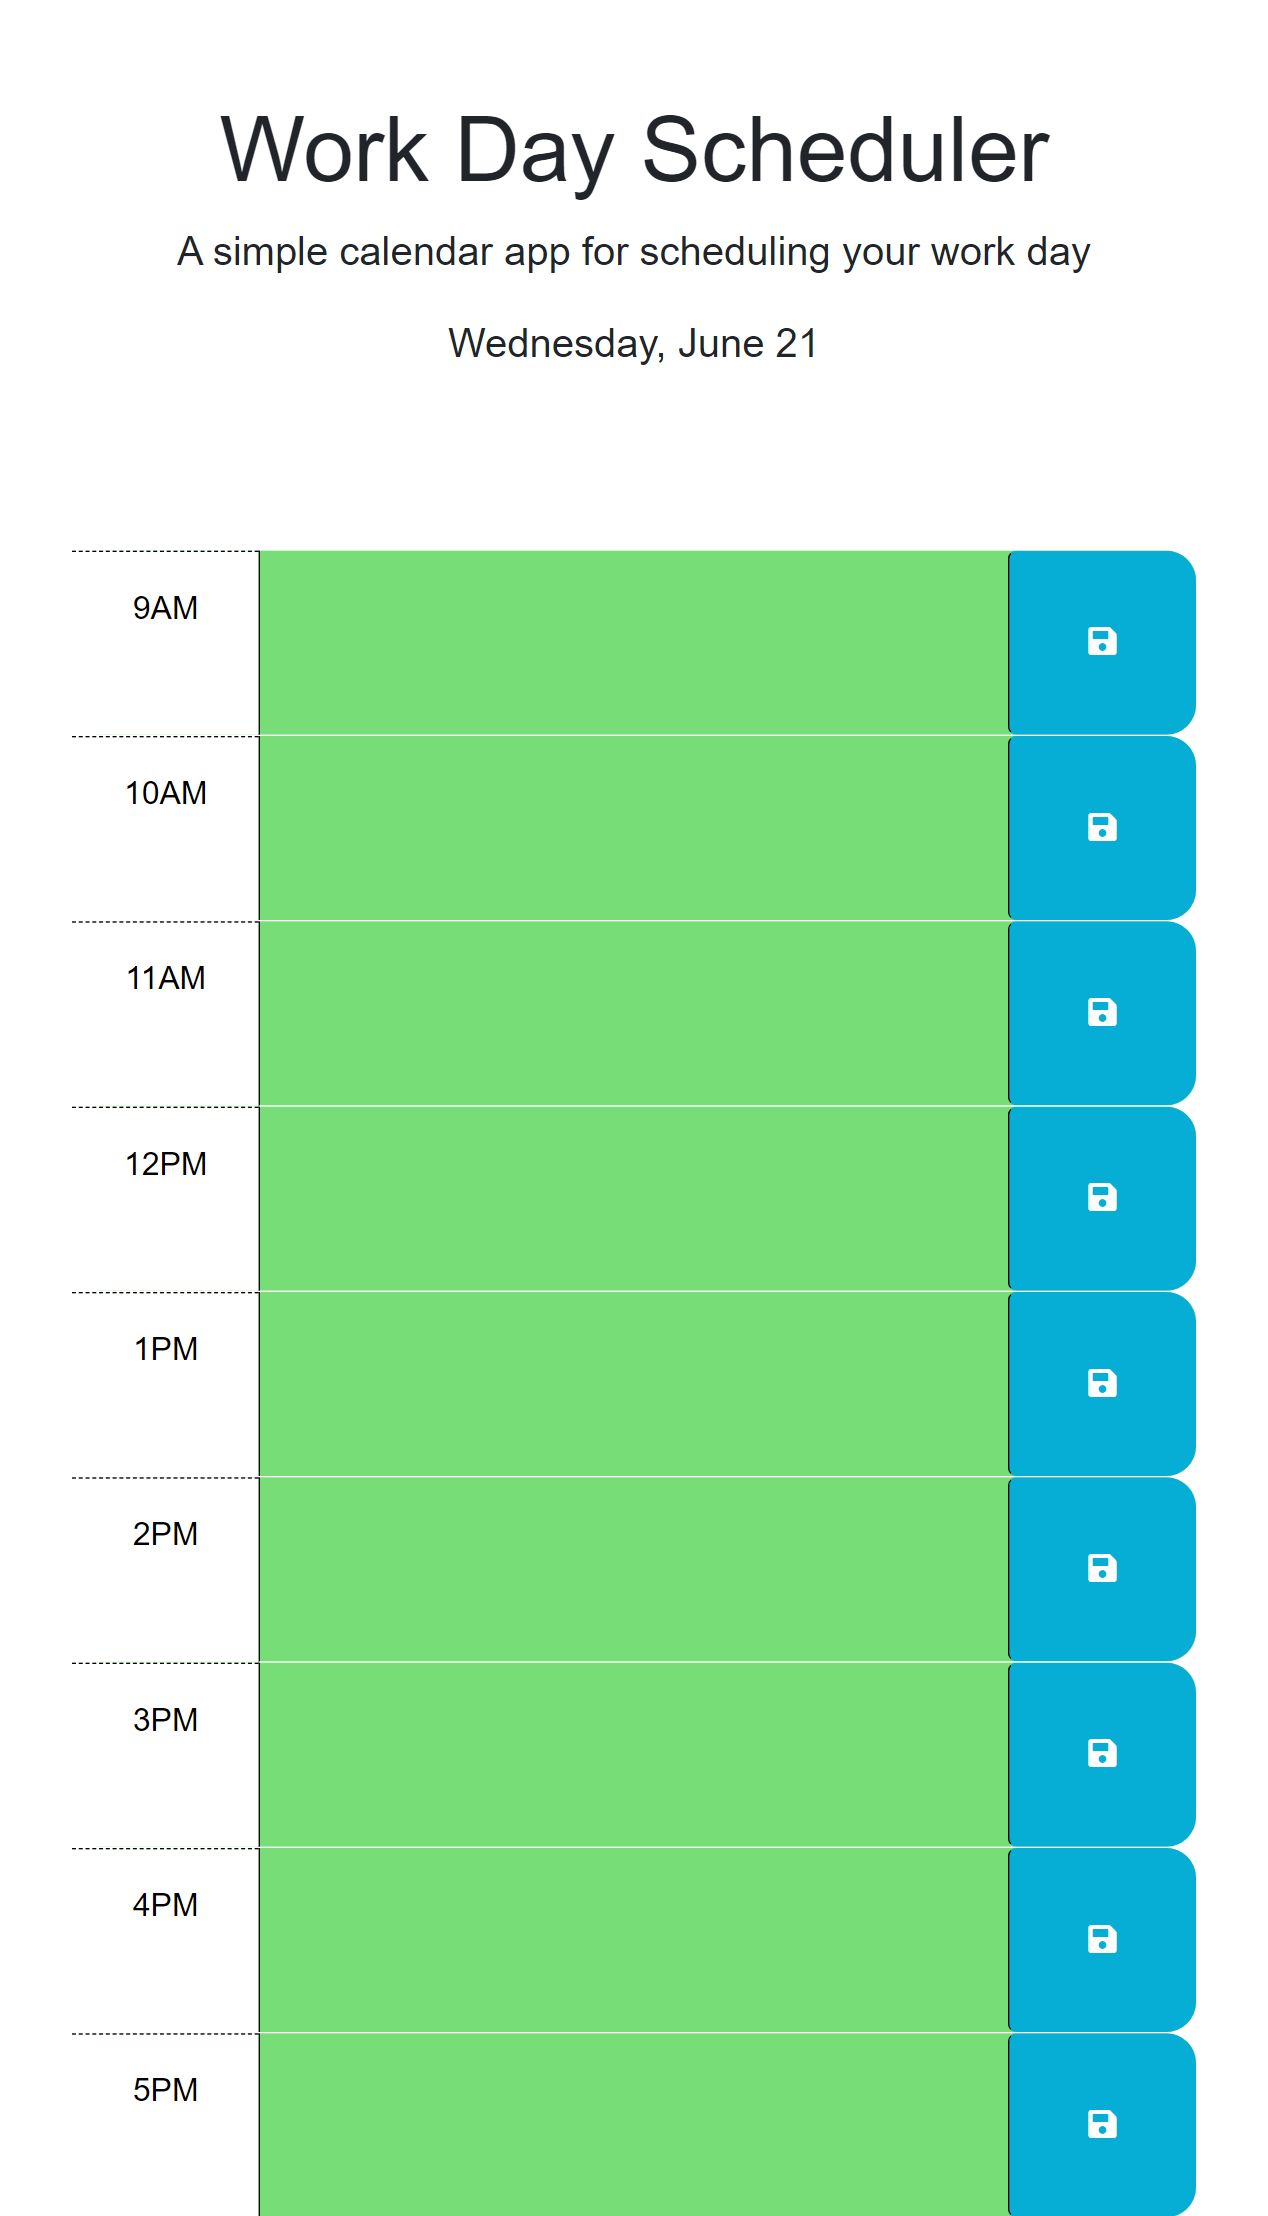 Work Day Scheduler
A simple calendar app for scheduling your work day
Wednesday, June 21
9AM
10AM
11AM
12PM
1PM
2PM
3PM
4PM
5PM